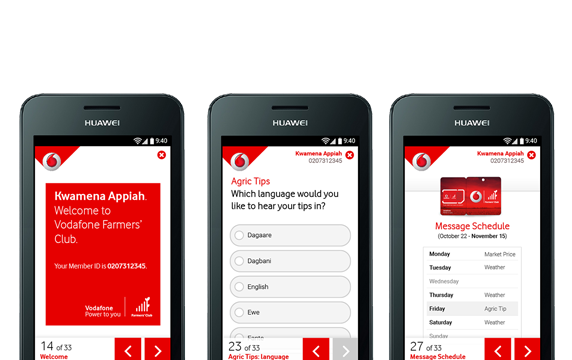 HUAWEI
9:40
Kwamena Appiah.
Welcome to
Vodafone Farmers'
Club.
Your Member ID is 0207312345.
Vodafone
Power to you
Farmers' Club
14 of 33
Welcome
HUAWEI
9:40
Kwamena Appiah
0207312345
Agric Tips
Which language would you
like to hear your tips in?
Dagaare
Dagbani
English
Ewe
Fante
23 of 33
Agric Tips: language
HUAWEI
9:40
Kwamena Appiah
0207312345
Message Schedule
(October 22 - November 15)
Monday Market Price
Tuesday Weather
Wednesday
Thursday Weather
Friday Agric Tip
Saturday Weather
Sunday
27 of 33
Message Schedule